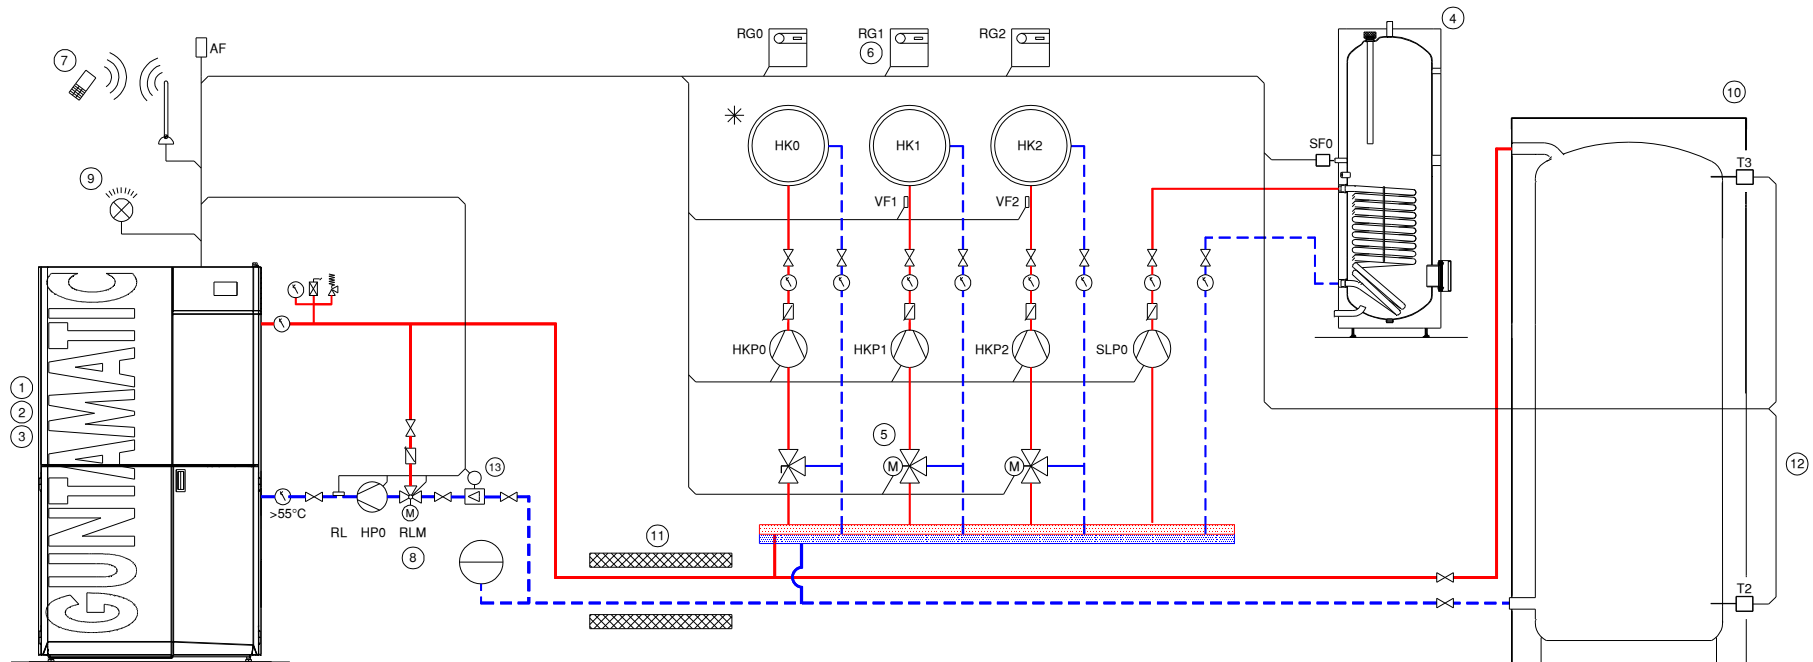 4
RG0
RG1
RG2
6
AF
7
10
HK0
HK1
HK2
SF0
T3
9
VF1
VF2
GUNTAMATIC
HKP0
HKP1
HKP2
SLP0
1
2
3
5
M
M
13
12
>55°C
M
RL
HP0
RLM
8
11
T2